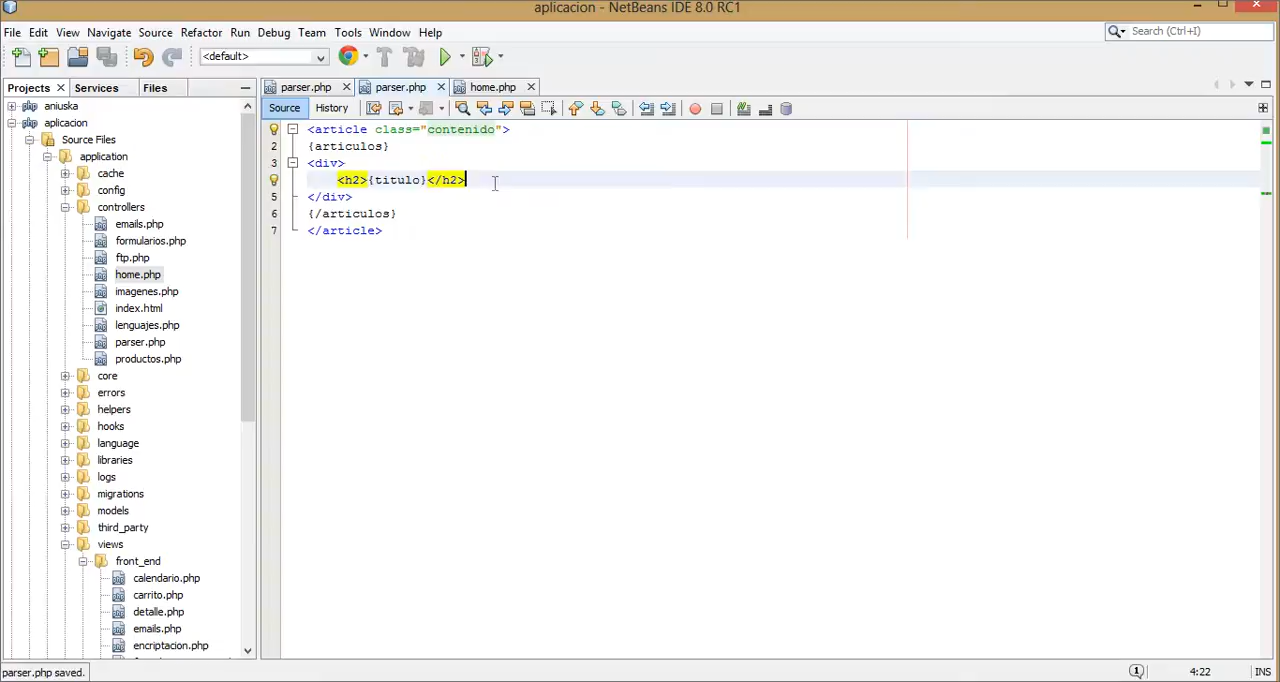 aplicacion - NetBeans IDE 8.0 RC1
File Edit View Navigate Source Refactor Run Debug Team Tools Window Help
Search (Ctrl+I)
<default>
Projects Services Files
parser.php parser.php home.php
Source History
aniuska
aplicacion
Source Files
application
cache
config
controllers
emails.php
formularios.php
ftp.php
home.php
imagenes.php
index.html
lenguajes.php
parser.php
productos.php
core
errors
helpers
hooks
language
libraries
logs
migrations
models
third_party
views
front_end
calendario.php
carrito.php
detalle.php
emails.php
encriptacion.php
<article class="contenido">
2 {articulos}
3 <div>
<h2>{titulo}</h2>
5 </div>
6 {/articulos}
7 </article>
parser.php saved.
1
4:22
INS